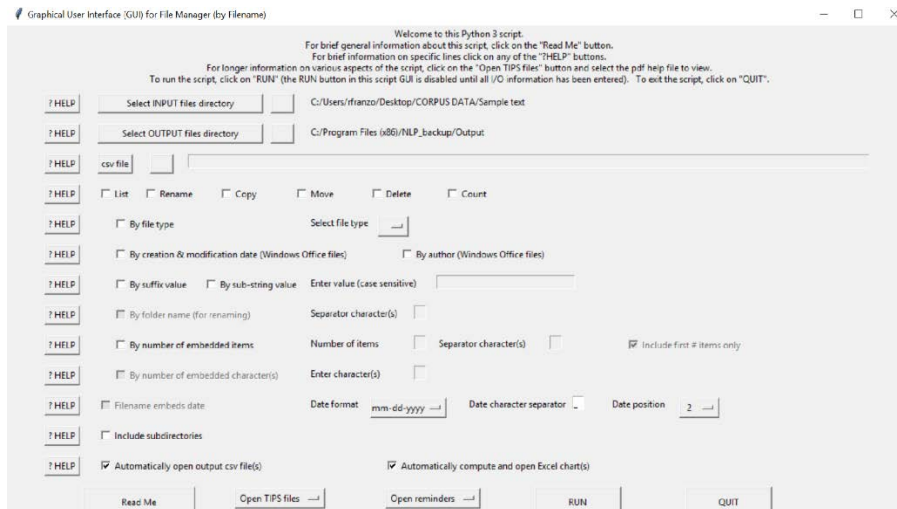 Graphical User Interface (GUI) for File Manager (by Filename)
Welcome to this Python 3 script.
For brief general information about this script, click on the "Read Me" button.
For brief information on specific lines click on any of the "?HELP" buttons.
For longer information on various aspects of the script, click on the "Open TIPS files" button and select the pdf help file to view.
To run the script, click on "RUN" (the RUN button in this script GUI is disabled until all I/O information has been entered). To exit the script, click on "QUIT".
? HELP Select INPUT files directory C:/Users/rfranzo/Desktop/CORPUS DATA/Sample text
? HELP Select OUTPUT files directory C:/Program Files (x86)/NLP_backup/Output
? HELP csv file
? HELP List Rename Copy Move Delete Count
? HELP By file type Select file type
? HELP By creation & modification date (Windows Office files) By author (Windows Office files)
? HELP By suffix value By sub-string value Enter value (case sensitive)
? HELP By folder name (for renaming) Separator character(s)
? HELP By number of embedded items Number of items Separator character(s) Include first # items only
? HELP By number of embedded character(s) Enter character(s)
? HELP Filename embeds date Date format mm-dd-yyyy Date character separator _ Date position 2
? HELP Include subdirectories
? HELP Automatically open output csv file(s) Automatically compute and open Excel chart(s)
Read Me Open TIPS files Open reminders RUN QUIT